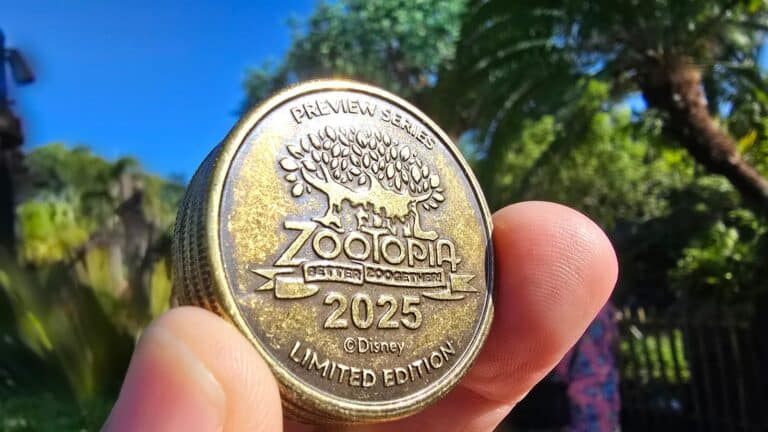 PREVIEW SERIES
ZOOTOPIA
BETTER ZOOGETHER!
2025
©Disney
LIMITED EDITION